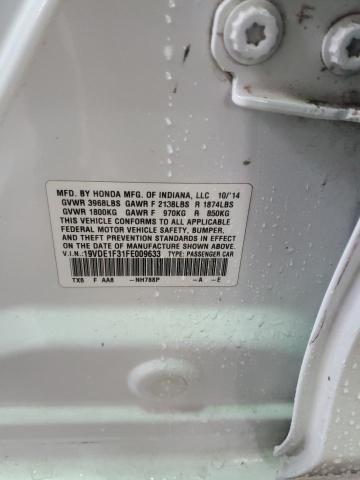 MFD. BY HONDA MFG. OF INDIANA, LLC 10/'14
GVWR 3968LBS GAWR F 2138LBS R 1874LBS
GVWR 1800KG GAWR F 970KG R 850KG
THIS VEHICLE CONFORMS TO ALL APPLICABLE
FEDERAL MOTOR VEHICLE SAFETY, BUMPER,
AND THEFT PREVENTION STANDARDS IN EFFECT
ON THE DATE OF MANUFACTURE SHOWN ABOVE.
V.I.N.:19VDE1F31FE009633 TYPE: PASSENGER CAR
TX6 F AA8 -NH788P -A -E